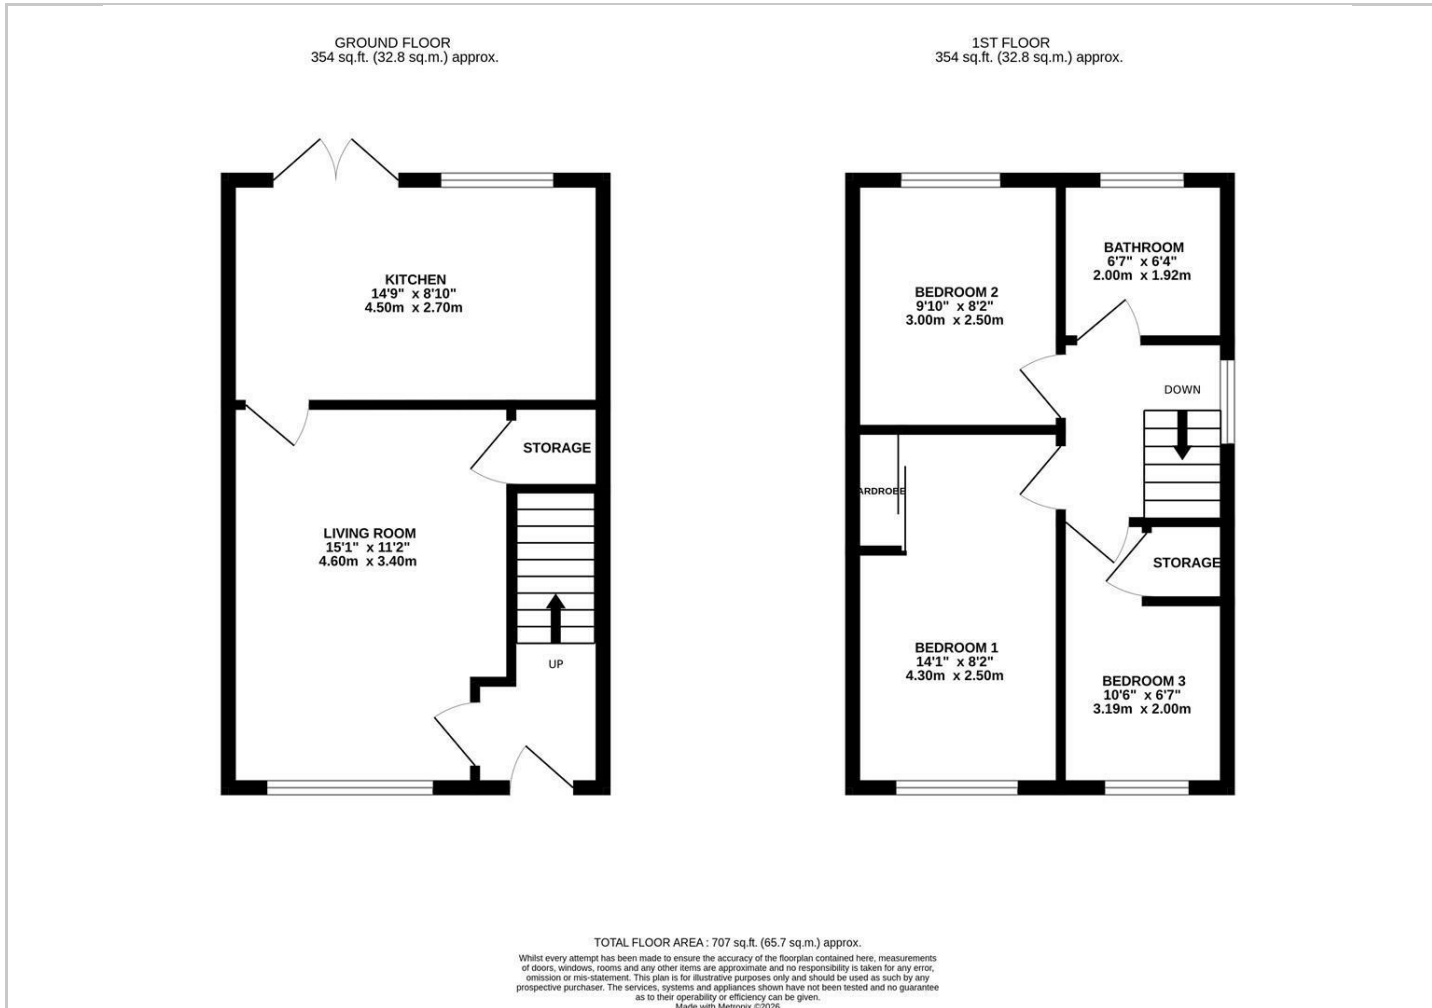 GROUND FLOOR
354 sq.ft. (32.8 sq.m.) approx.
1ST FLOOR
354 sq.ft. (32.8 sq.m.) approx.
KITCHEN
14'9" x 8'10"
4.50m x 2.70m
STORAGE
LIVING ROOM
15'1" x 11'2"
4.60m x 3.40m
UP
BATHROOM
6'7" x 6'4"
2.00m x 1.92m
BEDROOM 2
9'10" x 8'2"
3.00m x 2.50m
DOWN
ARDROBE
STORAGE
BEDROOM 1
14'1" x 8'2"
4.30m x 2.50m
BEDROOM 3
10'6" x 6'7"
3.19m x 2.00m
TOTAL FLOOR AREA : 707 sq.ft. (65.7 sq.m.) approx.
Whilst every attempt has been made to ensure the accuracy of the floorplan contained here, measurements
of doors, windows, rooms and any other items are approximate and no responsibility is taken for any error,
omission or mis-statement. This plan is for illustrative purposes only and should be used as such by any
prospective purchaser. The services, systems and appliances shown have not been tested and no guarantee
as to their operability or efficiency can be given.
Made with Metropix ©2026